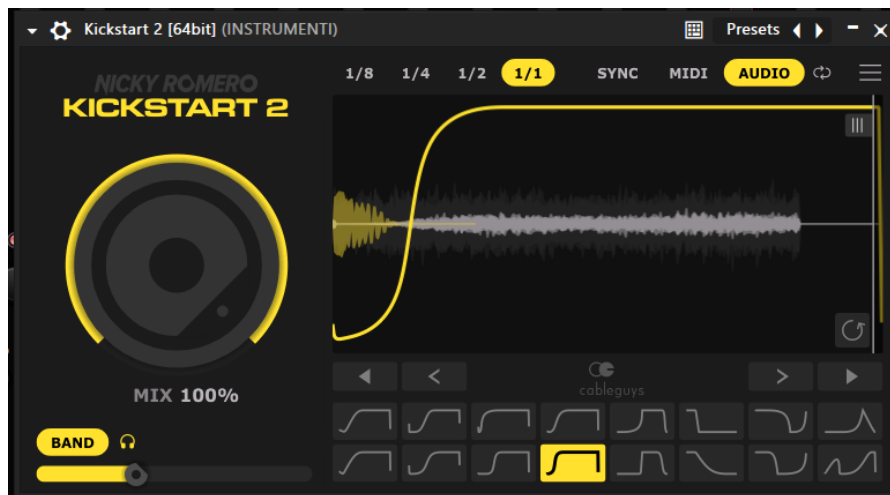 Kickstart 2 [64bit] (INSTRUMENTI)
Presets
NICKY ROMERO
KICKSTART 2
1/8 1/4 1/2 1/1 SYNC MIDI AUDIO
MIX 100%
cableguys
BAND